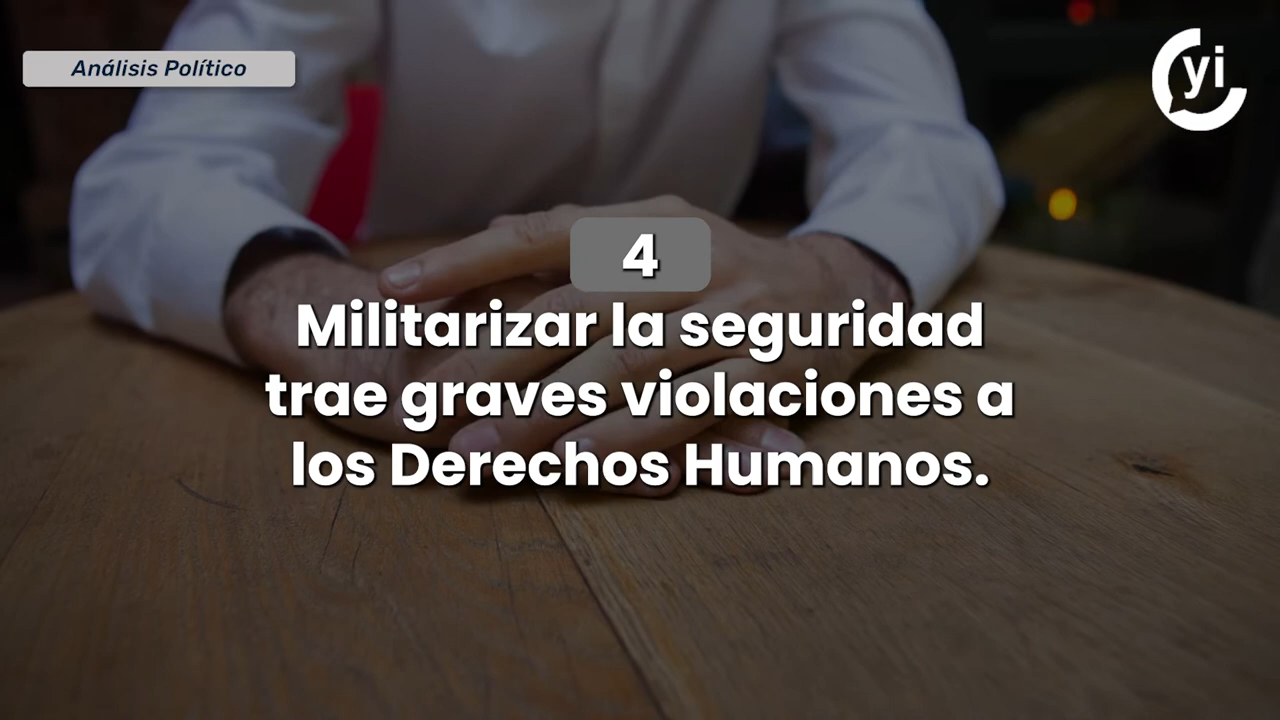 Análisis Político
yi
4
Militarizar la seguridad
trae graves violaciones a
los Derechos Humanos.